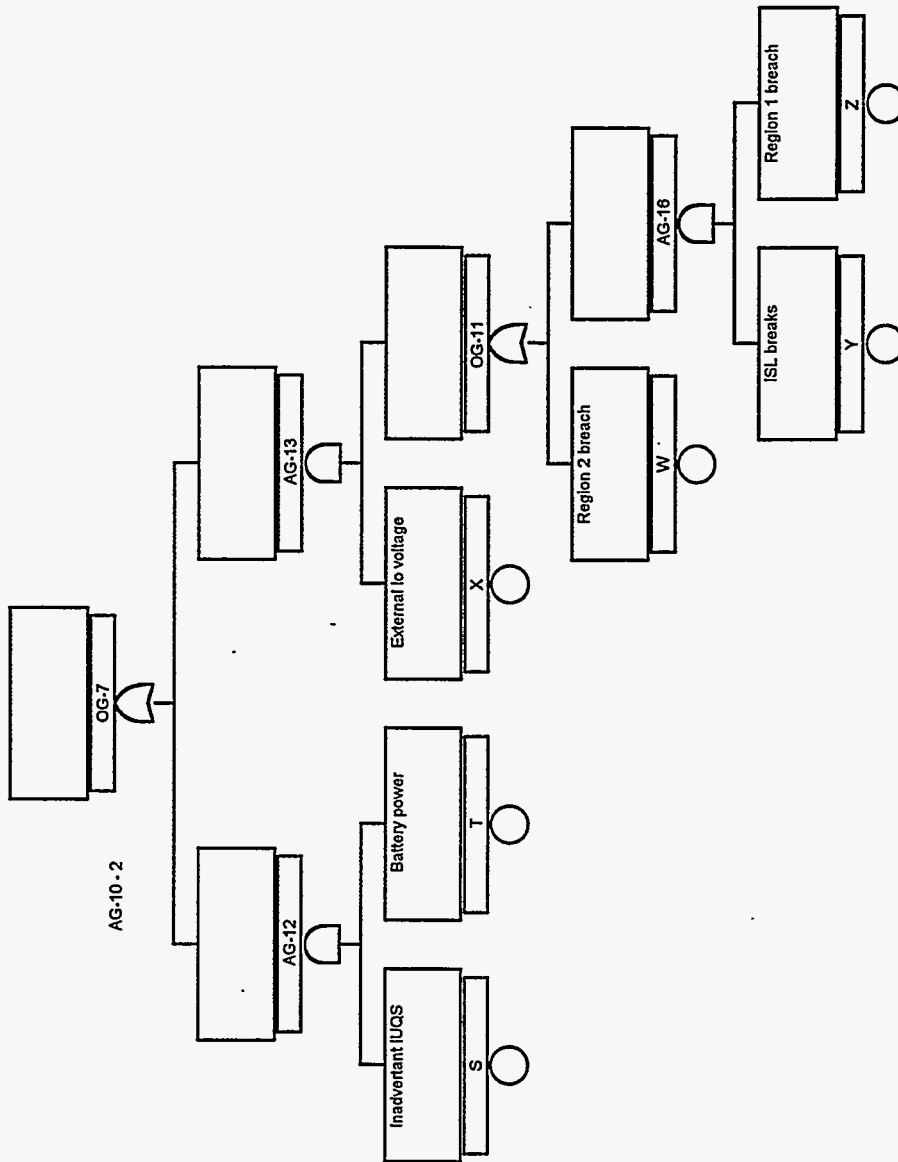 AG-10 - 2
OG-7
AG-12
AG-13
Inadvertant IUQS
S
Battery power
T
External lo voltage
X
OG-11
Region 2 breach
W
AG-16
ISL breaks
Y
Region 1 breach
Z